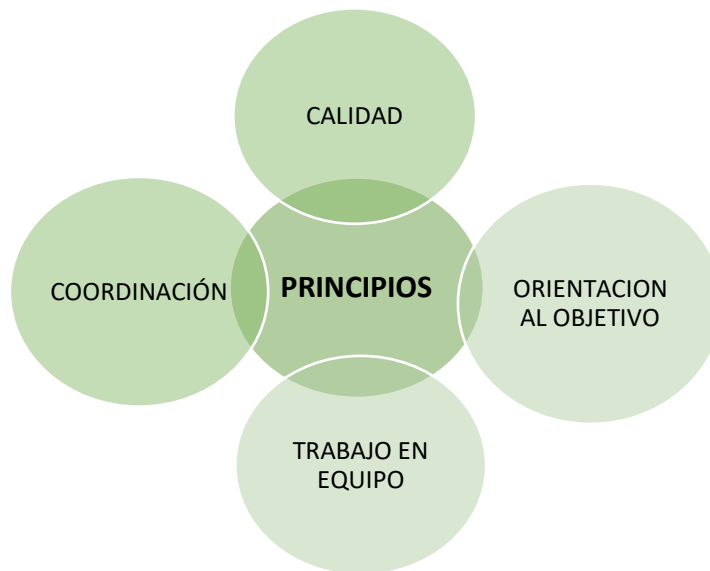 CALIDAD
COORDINACIÓN
PRINCIPIOS
ORIENTACION
AL OBJETIVO
TRABAJO EN
EQUIPO